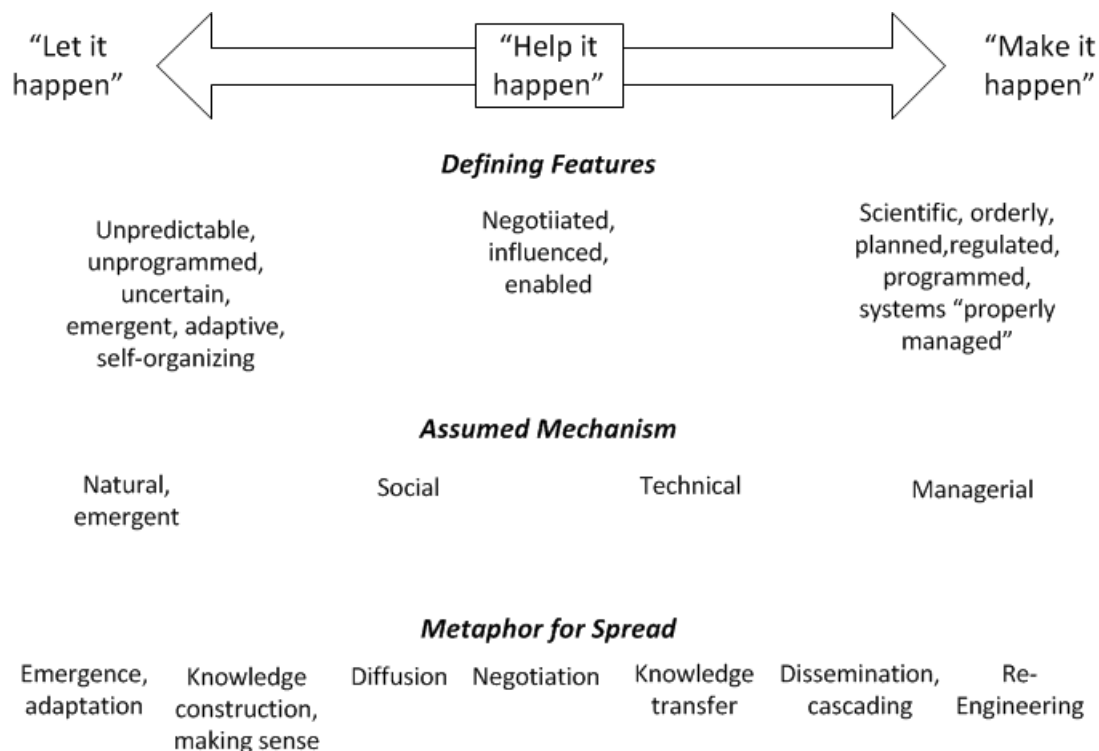 “Let it
happen”
“Help it
happen”
“Make it
happen”
Defining Features
Unpredictable,
unprogrammed,
uncertain,
emergent, adaptive,
self-organizing
Negotiiated,
influenced,
enabled
Scientific, orderly,
planned,regulated,
programmed,
systems “properly
managed”
Assumed Mechanism
Natural,
emergent
Social
Technical
Managerial
Metaphor for Spread
Emergence,
adaptation
Knowledge
construction,
making sense
Diffusion
Negotiation
Knowledge
transfer
Dissemination,
cascading
Re-
Engineering